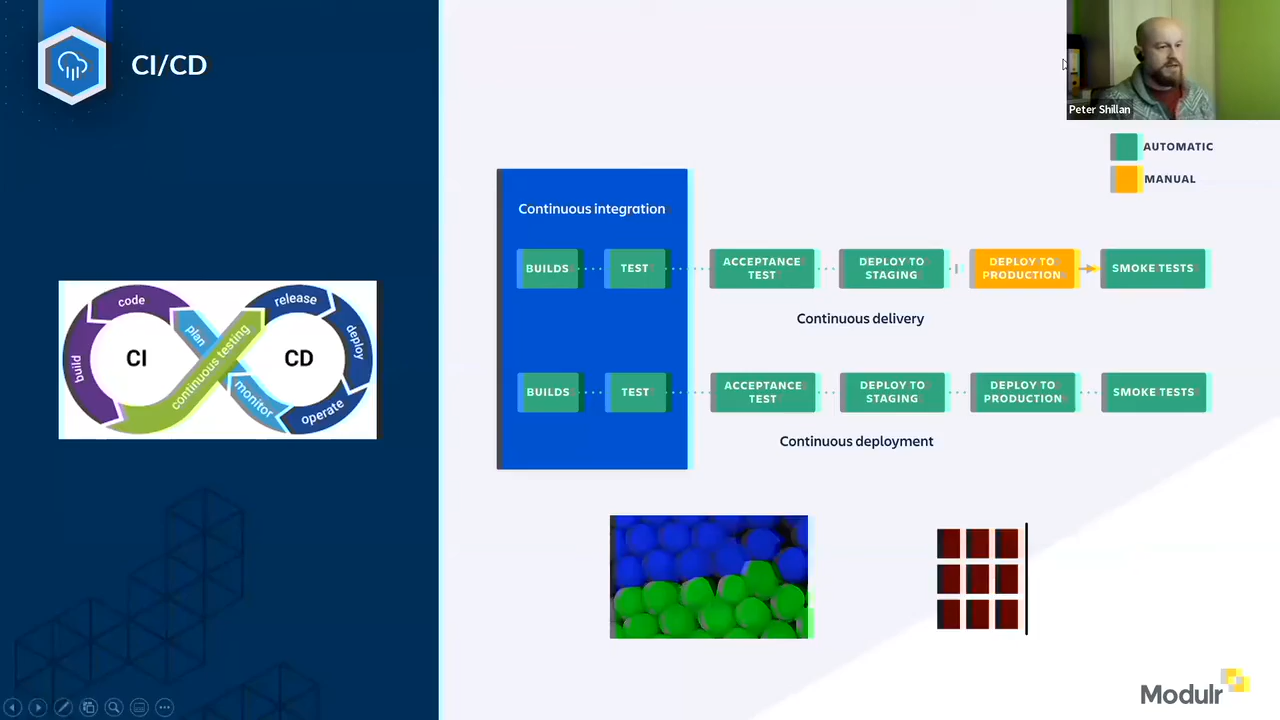 CI/CD
Peter Shillan
AUTOMATIC
MANUAL
Continuous integration
BUILDS
TEST
ACCEPTANCE
TEST
DEPLOY TO
STAGING
DEPLOY TO
PRODUCTION
SMOKE TESTS
Continuous delivery
BUILDS
TEST
ACCEPTANCE
TEST
DEPLOY TO
STAGING
DEPLOY TO
PRODUCTION
SMOKE TESTS
Continuous deployment
code
build
CI
plan
continuous testing
release
deploy
CD
operate
monitor
Modulr